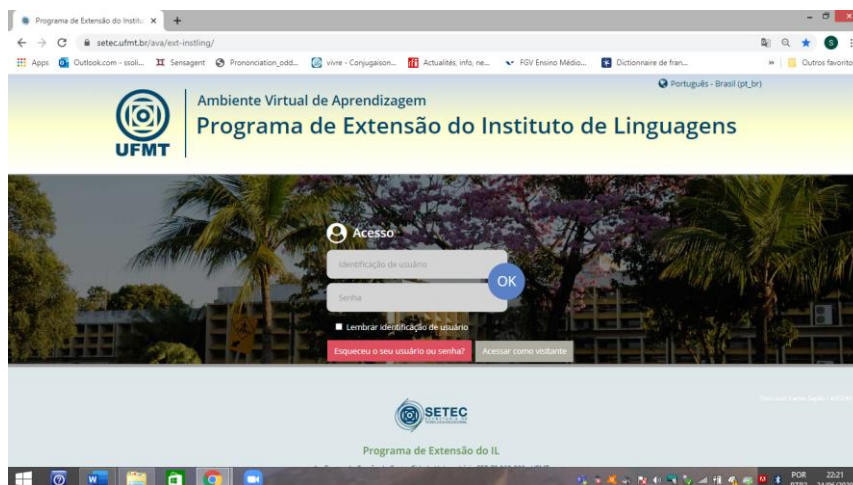 Programa de Extensão do Institu
setec.ufmt.br/ava/ext-instling/
Apps Outlook.com - ssoli... Sensagent Prononciation_odd... vivre - Conjugaison... Actualités, info, ne... FGV Ensino Médio... Dictionnaire de fran... » Outros favoritos
Português - Brasil (pt_br)
Ambiente Virtual de Aprendizagem
Programa de Extensão do Instituto de Linguagens
UFMT
Acesso
Identificação de usuário
OK
Senha
Lembrar identificação de usuário
Esqueceu o seu usuário ou senha? Acessar como visitante
SETEC
Programa de Extensão do IL
POR 22:21